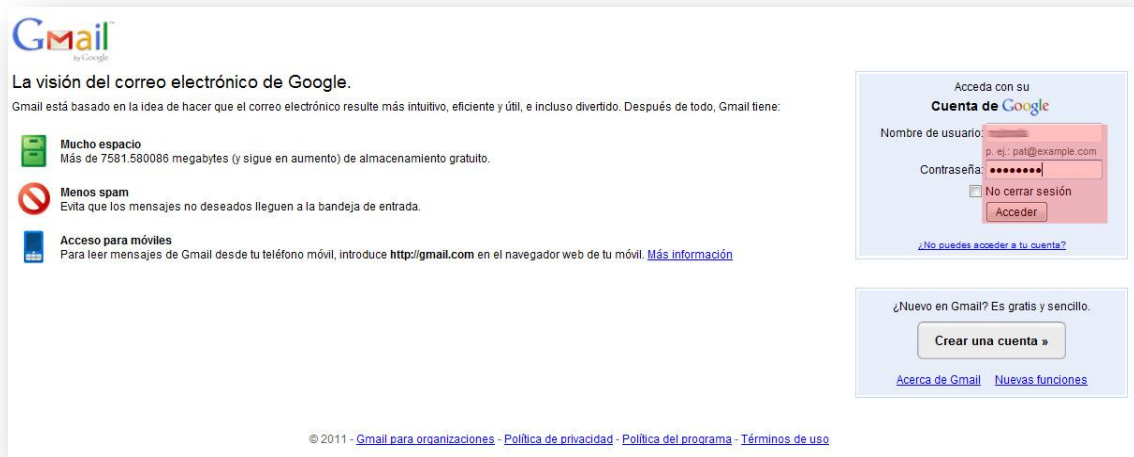 Gmail
by Google
La visión del correo electrónico de Google.
Gmail está basado en la idea de hacer que el correo electrónico resulte más intuitivo, eficiente y útil, e incluso divertido. Después de todo, Gmail tiene:
Mucho espacio
Más de 7581.580086 megabytes (y sigue en aumento) de almacenamiento gratuito.
Menos spam
Evita que los mensajes no deseados lleguen a la bandeja de entrada.
Acceso para móviles
Para leer mensajes de Gmail desde tu teléfono móvil, introduce http://gmail.com en el navegador web de tu móvil. Más información
Acceda con su
Cuenta de Google
Nombre de usuario:
p. ej.: pat@example.com
Contraseña: ●●●●●●●●
No cerrar sesión
Acceder
¿No puedes acceder a tu cuenta?
¿Nuevo en Gmail? Es gratis y sencillo.
Crear una cuenta »
Acerca de Gmail Nuevas funciones
© 2011 - Gmail para organizaciones - Política de privacidad - Política del programa - Términos de uso